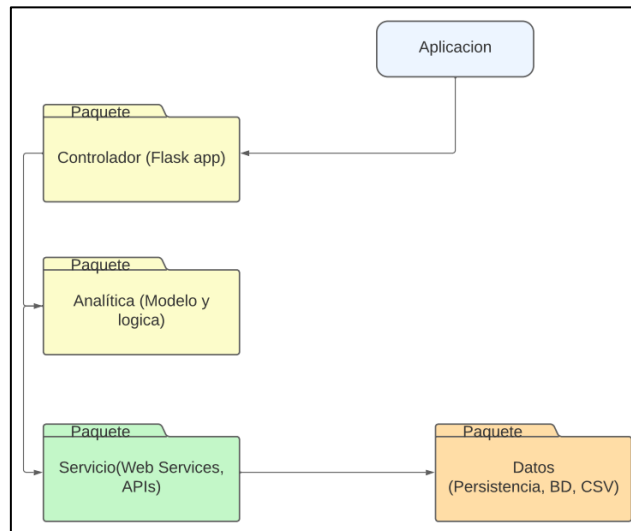 Aplicacion
Paquete
Controlador (Flask app)
Paquete
Analítica (Modelo y
logica)
Paquete
Servicio(Web Services,
APIs)
Paquete
Datos
(Persistencia, BD, CSV)